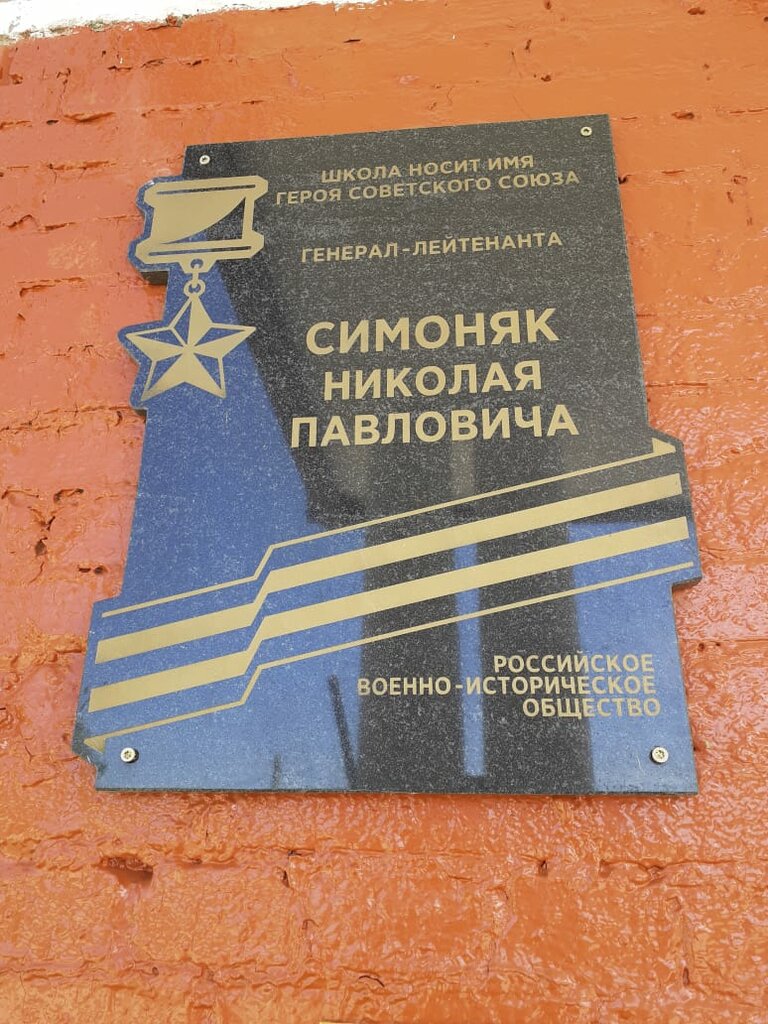 ШКОЛА НОСИТ ИМЯ
ГЕРОЯ СОВЕТСКОГО СОЮЗА
ГЕНЕРАЛ-ЛЕЙТЕНАНТА
СИМОНЯК
НИКОЛАЯ
ПАВЛОВИЧА
РОССИЙСКОЕ
ВОЕННО-ИСТОРИЧЕСКОЕ
ОБЩЕСТВО